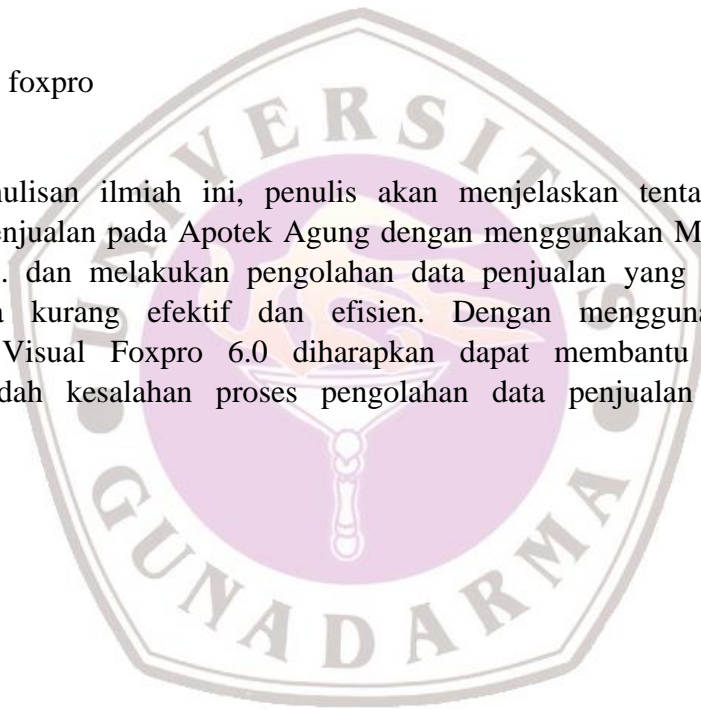 foxpro
ulisan ilmiah ini, penulis akan menjelaskan tenta
enjualan pada Apotek Agung dengan menggunakan M
. dan melakukan pengolahan data penjualan yang
kurang efektif dan efisien. Dengan mengguna
Visual Foxpro 6.0 diharapkan dapat membantu
dah kesalahan proses pengolahan data penjualan
UNIVERSITAS
GUNADARMA